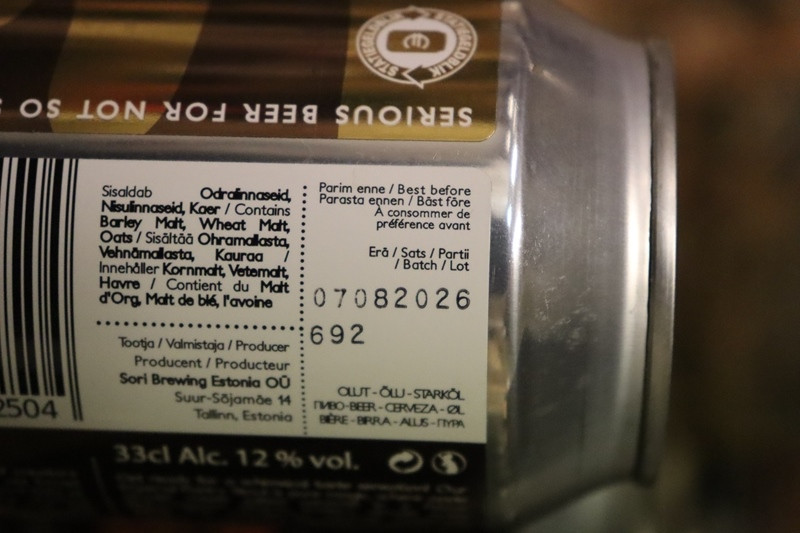 STATIEGELDBLIK STATIEGELDBLIK
SERIOUS BEER FOR NOT SO S
Sisaldab Odralinnaseid,
Nisulinnaseid, Kaer / Contains
Barley Malt, Wheat Malt,
Oats / Sisältää Ohramallasta,
Vehnämallasta, Kauraa /
Innehåller Kornmalt, Vetemalt,
Havre / Contient du Malt
d'Org, Malt de blé, l'avoine
Tootja / Valmistaja / Producer
Producent / Producteur
Sori Brewing Estonia OÜ
Suur-Sõjamäe 14
Tallinn, Estonia
Parim enne / Best before
Parasta ennen / Bäst före
À consommer de
préférence avant
Erä / Sats / Partii
/ Batch / Lot
07082026
692
OLUT - ÕLU - STARKÖL
ПИВО-BEER - CERVEZA - ØL
BIÈRE - BIRRA - ALUS - ΠΥΡΑ
2504
33cl Alc. 12 % vol.